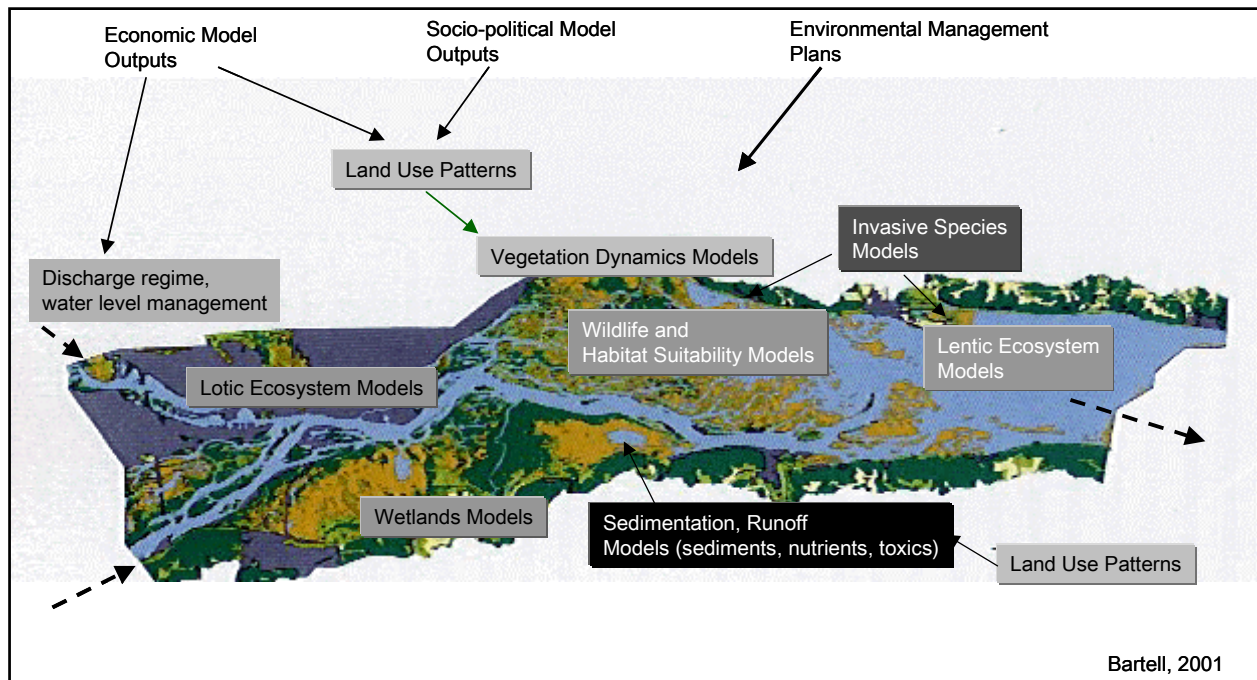 Economic Model
Outputs
Socio-political Model
Outputs
Environmental Management
Plans
Land Use Patterns
Invasive Species
Models
Vegetation Dynamics Models
Discharge regime,
water level management
Wildlife and
Habitat Suitability Models
Lentic Ecosystem
Models
Lotic Ecosystem Models
Wetlands Models
Sedimentation, Runoff
Models (sediments, nutrients, toxics)
Land Use Patterns
Bartell, 2001